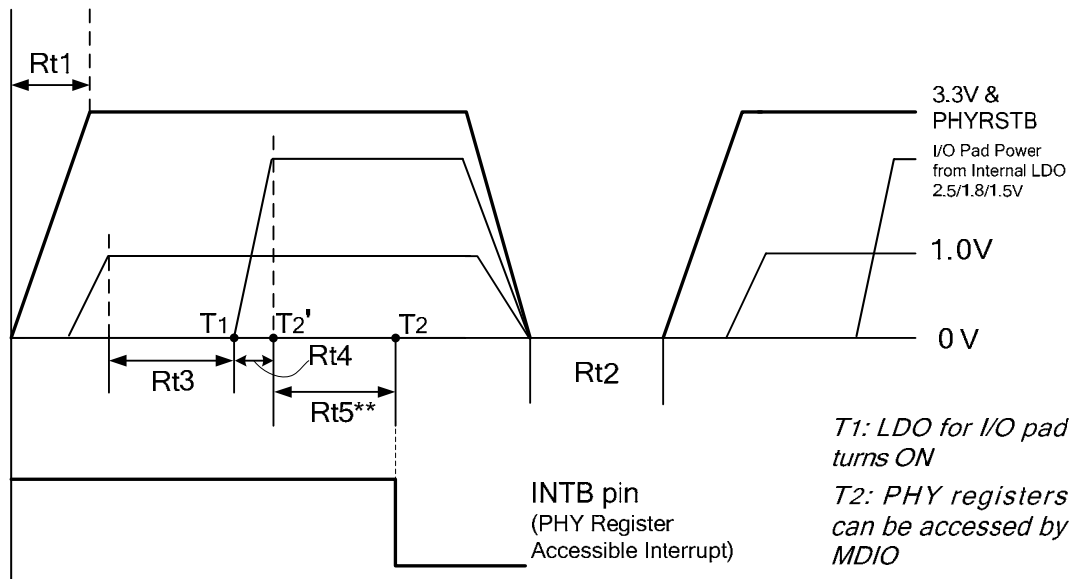 Rt1
3.3V &
PHYRSTB
I/O Pad Power
from Internal LDO
2.5/1.8/1.5V
1.0V
T1
T2'
T2
0V
Rt3
Rt4
Rt2
Rt5**
T1: LDO for I/O pad
turns ON
T2: PHY registers
can be accessed by
MDIO
INTB pin
(PHY Register
Accessible Interrupt)